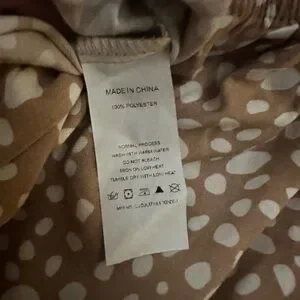 MADE IN CHINA
100% POLYESTER
NORMAL PROCESS
WASH WITH WARM WATER
DO NOT BLEACH
IRON ON LOW HEAT
TUMBLE DRY WITH LOW HEAT